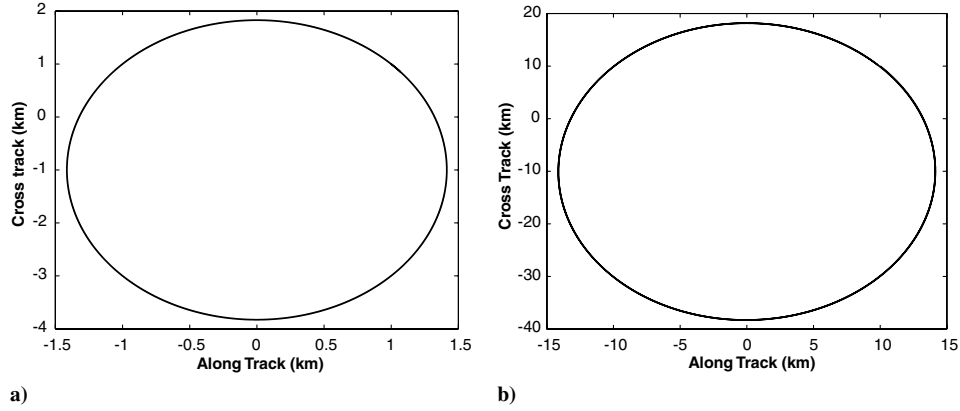 2
1
0
-1
-2
-3
-4
Cross track (km)
-1.5 -1 -0.5 0 0.5 1 1.5
Along Track (km)
a)
20
10
0
-10
-20
-30
-40
Cross Track (km)
-15 -10 -5 0 5 10 15
Along Track (km)
b)